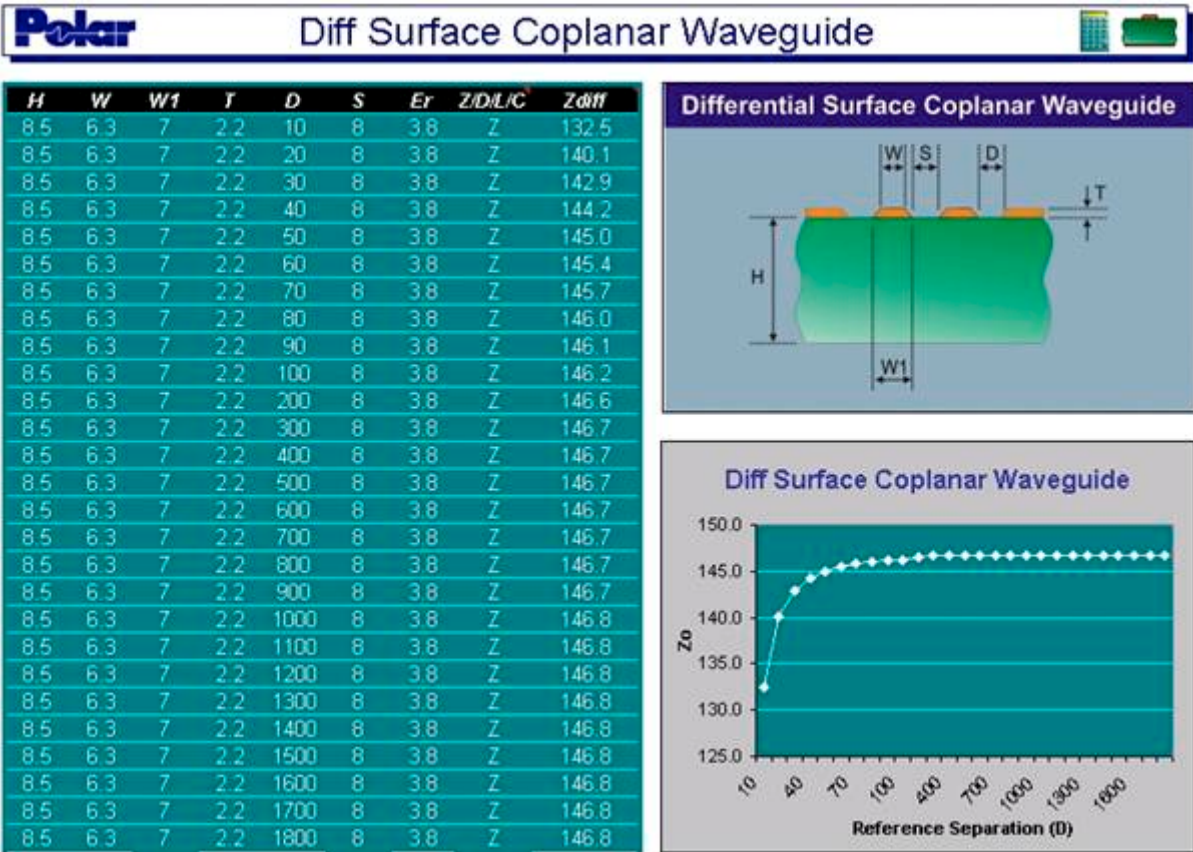 Polar
Diff Surface Coplanar Waveguide
H W W1 T D S Er Z/D/L/C Zdiff
8.5 6.3 7 2.2 10 8 3.8 Z 132.5
8.5 6.3 7 2.2 20 8 3.8 Z 140.1
8.5 6.3 7 2.2 30 8 3.8 Z 142.9
8.5 6.3 7 2.2 40 8 3.8 Z 144.2
8.5 6.3 7 2.2 50 8 3.8 Z 145.0
8.5 6.3 7 2.2 60 8 3.8 Z 145.4
8.5 6.3 7 2.2 70 8 3.8 Z 145.7
8.5 6.3 7 2.2 80 8 3.8 Z 146.0
8.5 6.3 7 2.2 90 8 3.8 Z 146.1
8.5 6.3 7 2.2 100 8 3.8 Z 146.2
8.5 6.3 7 2.2 200 8 3.8 Z 146.6
8.5 6.3 7 2.2 300 8 3.8 Z 146.7
8.5 6.3 7 2.2 400 8 3.8 Z 146.7
8.5 6.3 7 2.2 500 8 3.8 Z 146.7
8.5 6.3 7 2.2 600 8 3.8 Z 146.7
8.5 6.3 7 2.2 700 8 3.8 Z 146.7
8.5 6.3 7 2.2 800 8 3.8 Z 146.7
8.5 6.3 7 2.2 900 8 3.8 Z 146.7
8.5 6.3 7 2.2 1000 8 3.8 Z 146.8
8.5 6.3 7 2.2 1100 8 3.8 Z 146.8
8.5 6.3 7 2.2 1200 8 3.8 Z 146.8
8.5 6.3 7 2.2 1300 8 3.8 Z 146.8
8.5 6.3 7 2.2 1400 8 3.8 Z 146.8
8.5 6.3 7 2.2 1500 8 3.8 Z 146.8
8.5 6.3 7 2.2 1600 8 3.8 Z 146.8
8.5 6.3 7 2.2 1700 8 3.8 Z 146.8
8.5 6.3 7 2.2 1800 8 3.8 Z 146.8
Differential Surface Coplanar Waveguide
W S D
T
H
W1
Diff Surface Coplanar Waveguide
150.0
145.0
140.0
135.0
130.0
125.0
Zo
10 40 70 100 400 700 1000 1300 1600
Reference Separation (D)